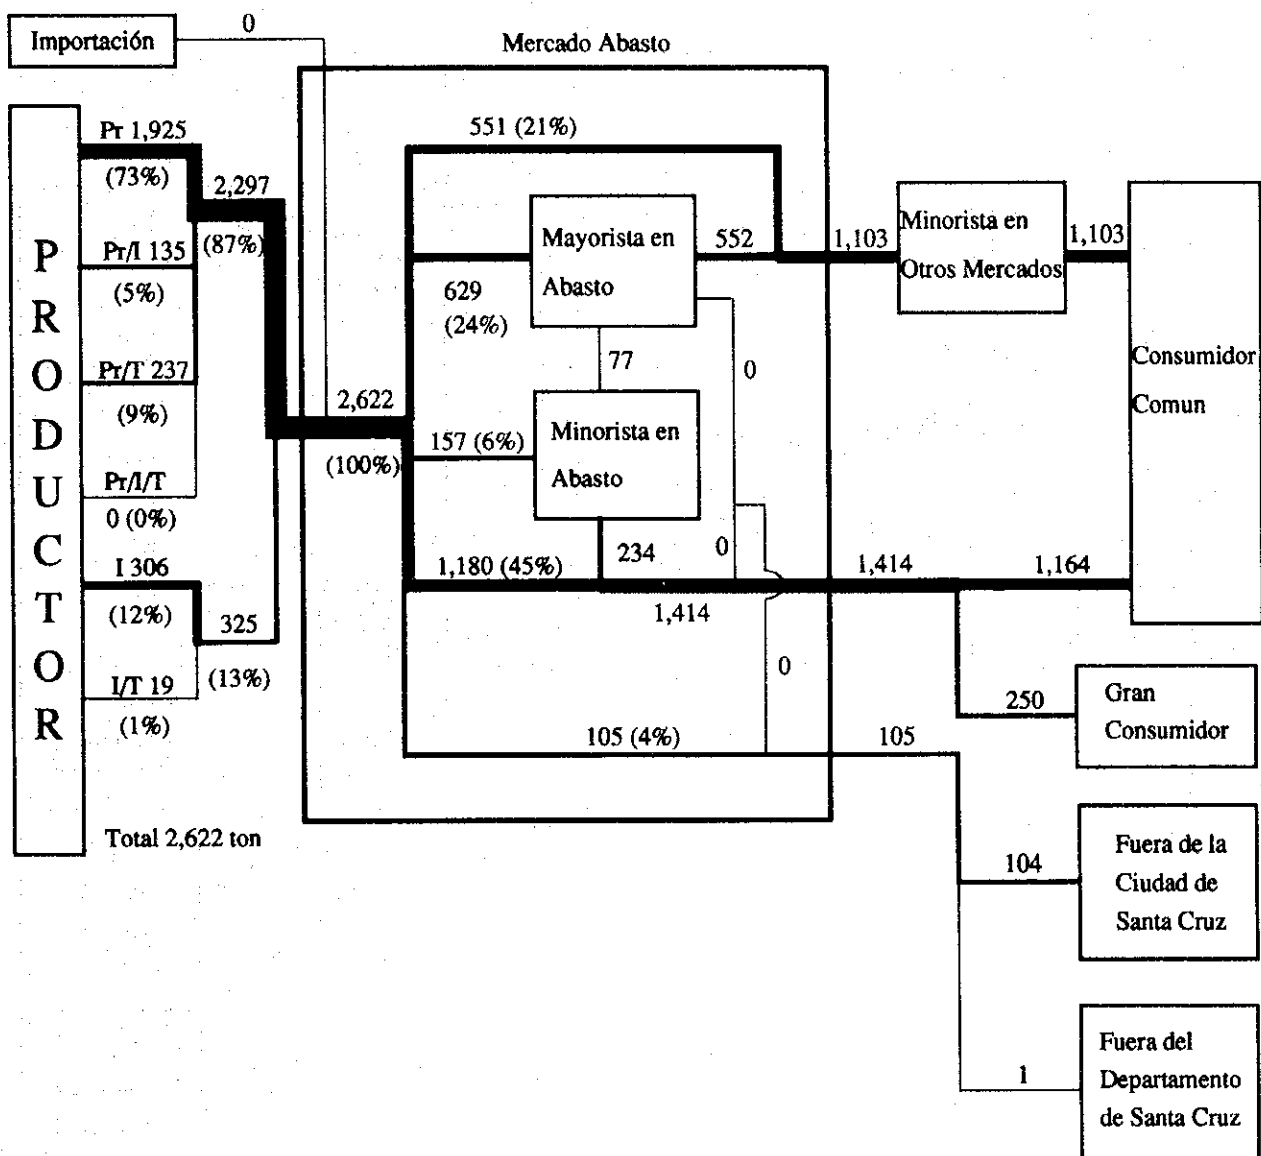 Importación
0
Mercado Abasto
PRODUCTOR
Pr 1,925
(73%)
2,297
(87%)
Pr/I 135
(5%)
Pr/T 237
(9%)
Pr/I/T
0 (0%)
I 306
(12%)
325
(13%)
I/T 19
(1%)
Total 2,622 ton
2,622
(100%)
551 (21%)
629
(24%)
Mayorista en
Abasto
552
77
0
157 (6%)
Minorista en
Abasto
234
0
1,180 (45%)
1,414
0
105 (4%)
1,103
Minorista en
Otros Mercados
1,103
Consumidor
Comun
1,414
1,164
250
Gran
Consumidor
105
104
Fuera de la
Ciudad de
Santa Cruz
1
Fuera del
Departamento
de Santa Cruz